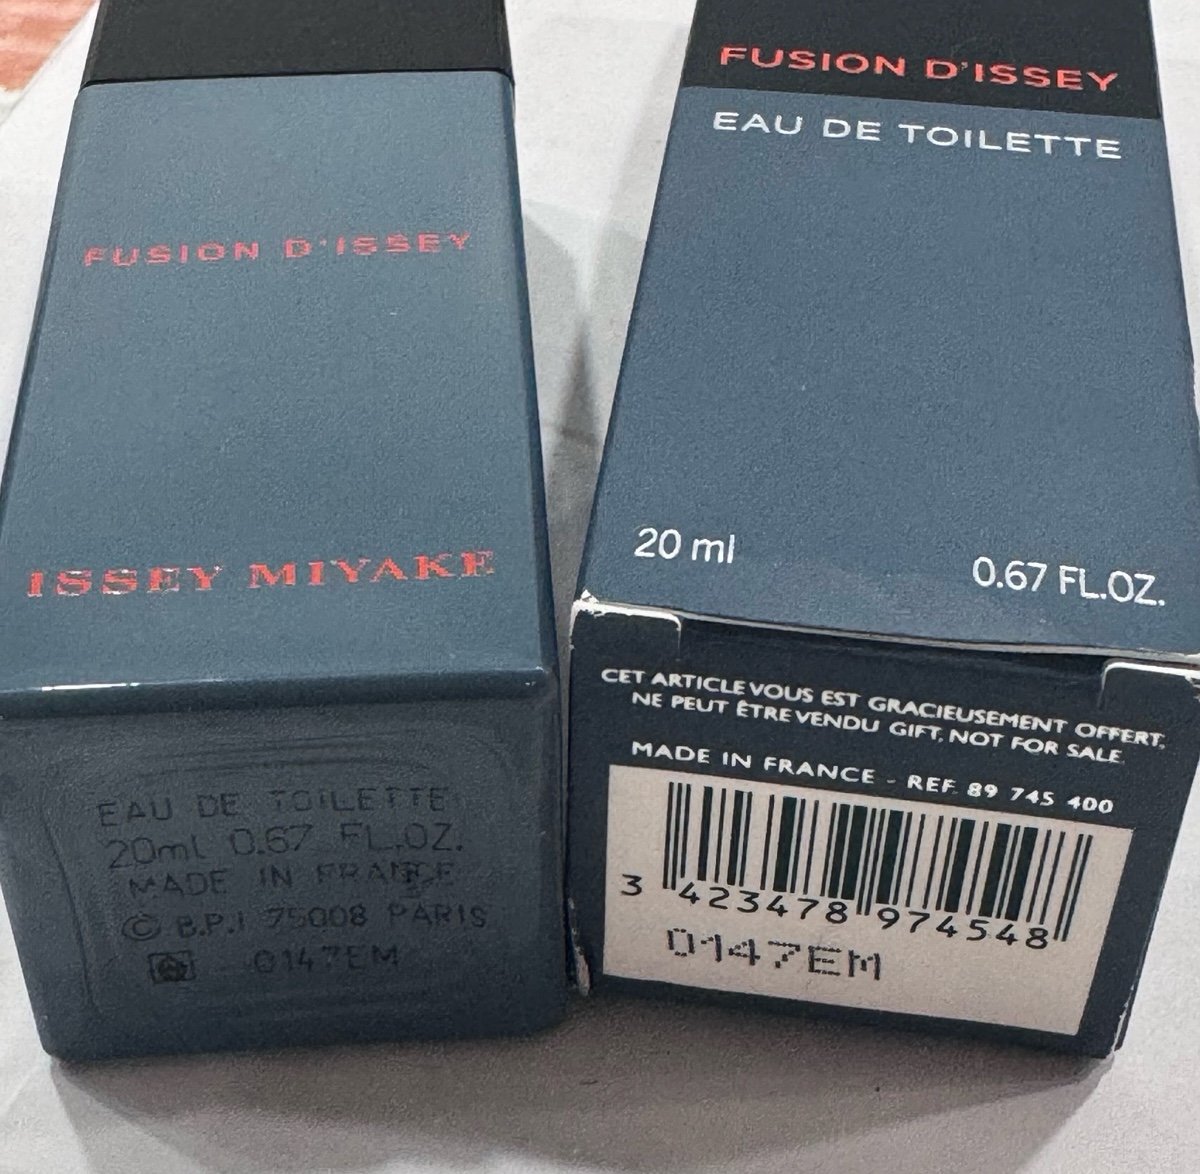 FUSION D'ISSEY
ISSEY MIYAKE
EAU DE TOILETTE
20ml 0.67 FL.OZ.
MADE IN FRANCE
© B.P.I 75008 PARIS
0147EM
FUSION D'ISSEY
EAU DE TOILETTE
20 ml 0.67 FL.OZ.
CET ARTICLE VOUS EST GRACIEUSEMENT OFFERT,
NE PEUT ÊTRE VENDU GIFT, NOT FOR SALE
MADE IN FRANCE - REF. 89 745 400
3 423478 974548
0147EM